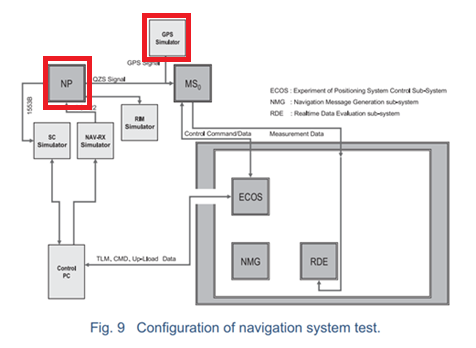 GPS
Simulator
GPS Signal
NP
QZS Signal
MS0
1553B
RIM
Simulator
SC
Simulator
NAV-RX
Simulator
ECOS : Experiment of Positioning System Control Sub-System
NMG : Navigation Message Generation sub-system
RDE : Realtime Data Evaluation sub-system
Control Command/Data
Measurement Data
ECOS
NMG
RDE
Control
PC
TLM, CMD, Up-Lload Data
Fig. 9 Configuration of navigation system test.